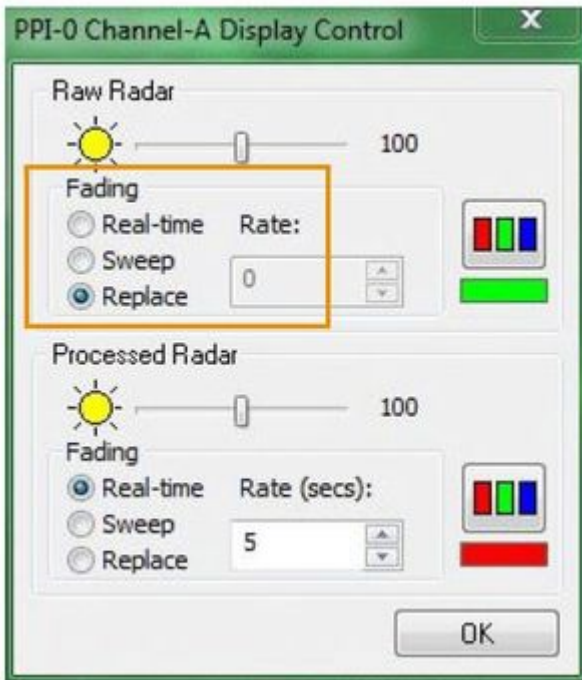 PPI-0 Channel-A Display Control
X
Raw Radar
100
Fading
Real-time Rate:
Sweep
0
Replace
Processed Radar
100
Fading
Real-time Rate (secs):
Sweep
5
Replace
OK